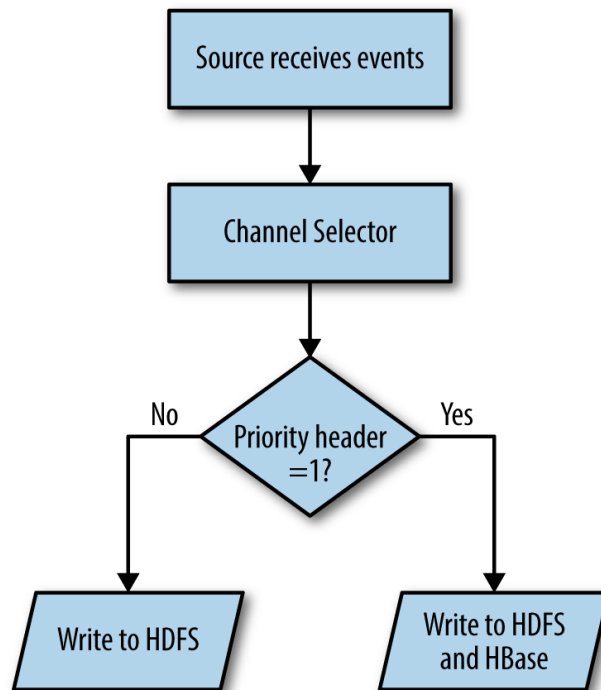 Source receives events
Channel Selector
No
Yes
Priority header
=1?
Write to HDFS
Write to HDFS
and HBase